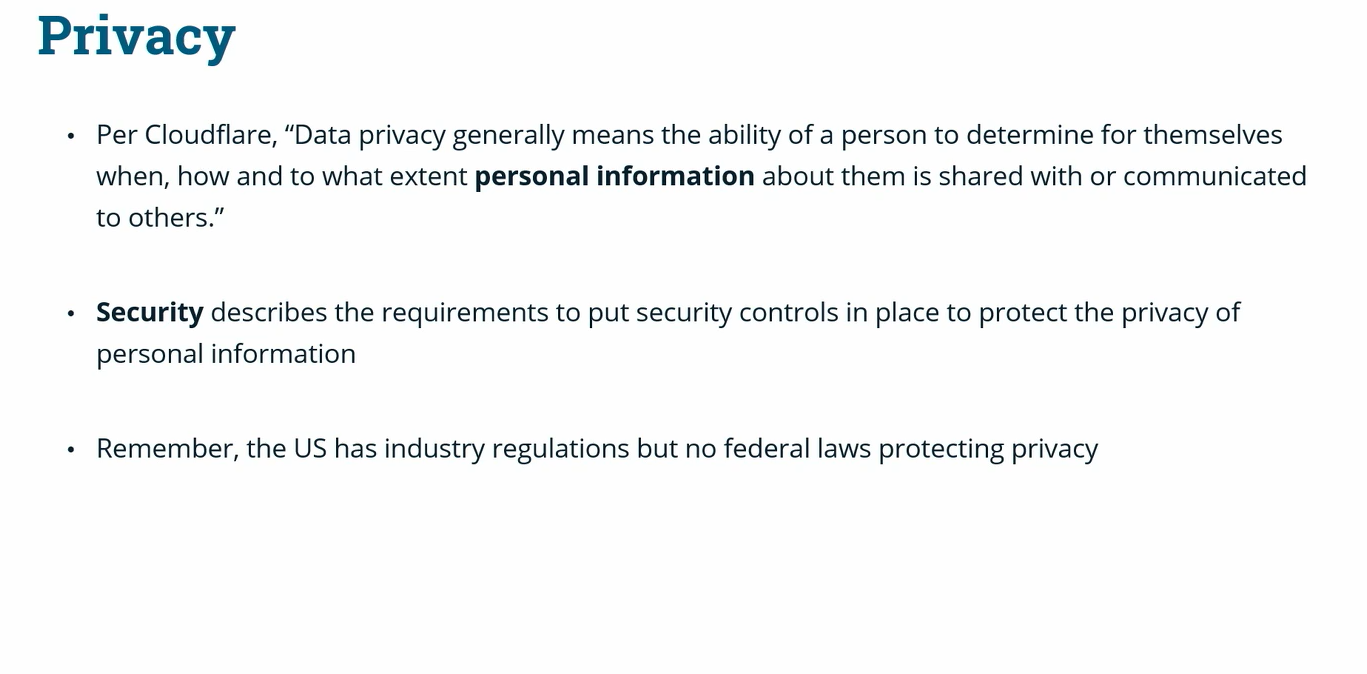 Privacy
• Per Cloudflare, “Data privacy generally means the ability of a person to determine for themselves
when, how and to what extent personal information about them is shared with or communicated
to others.”
• Security describes the requirements to put security controls in place to protect the privacy of
personal information
• Remember, the US has industry regulations but no federal laws protecting privacy